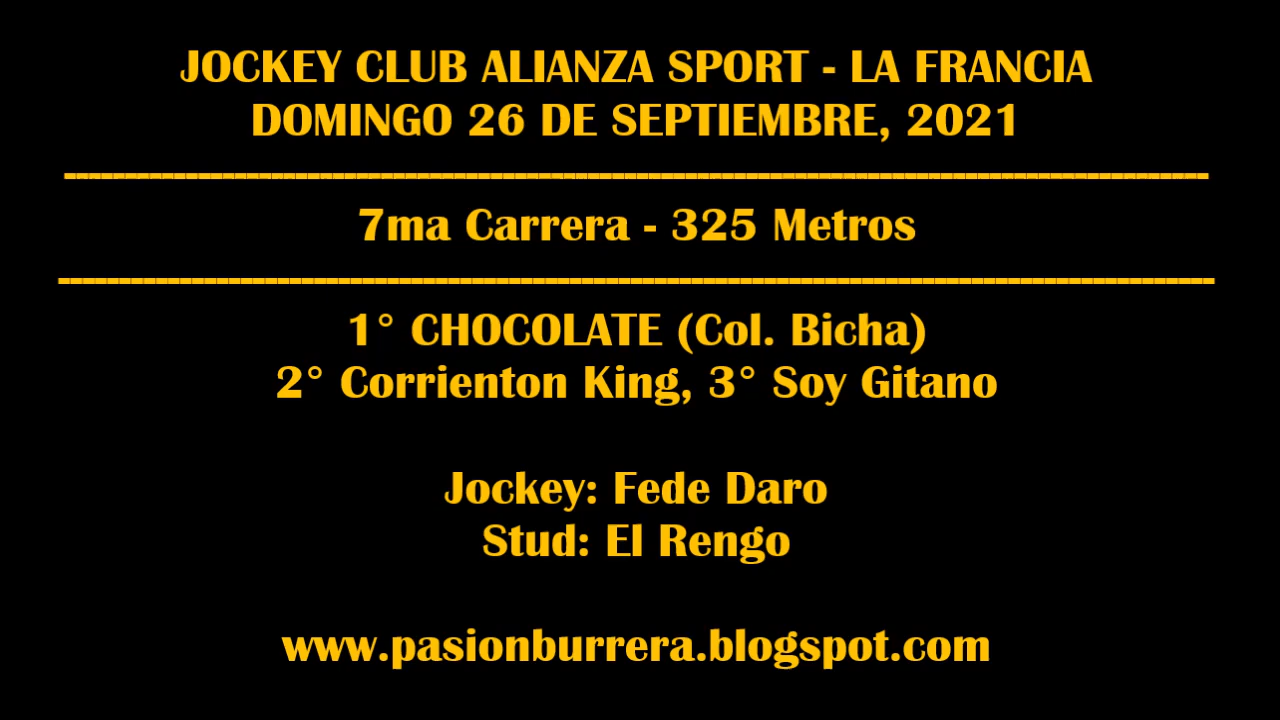 JOCKEY CLUB ALIANZA SPORT - LA FRANCIA
DOMINGO 26 DE SEPTIEMBRE, 2021
7ma Carrera - 325 Metros
1° CHOCOLATE (Col. Bicha)
2° Corrienton King, 3° Soy Gitano
Jockey: Fede Daro
Stud: El Rengo
www.pasionburrera.blogspot.com